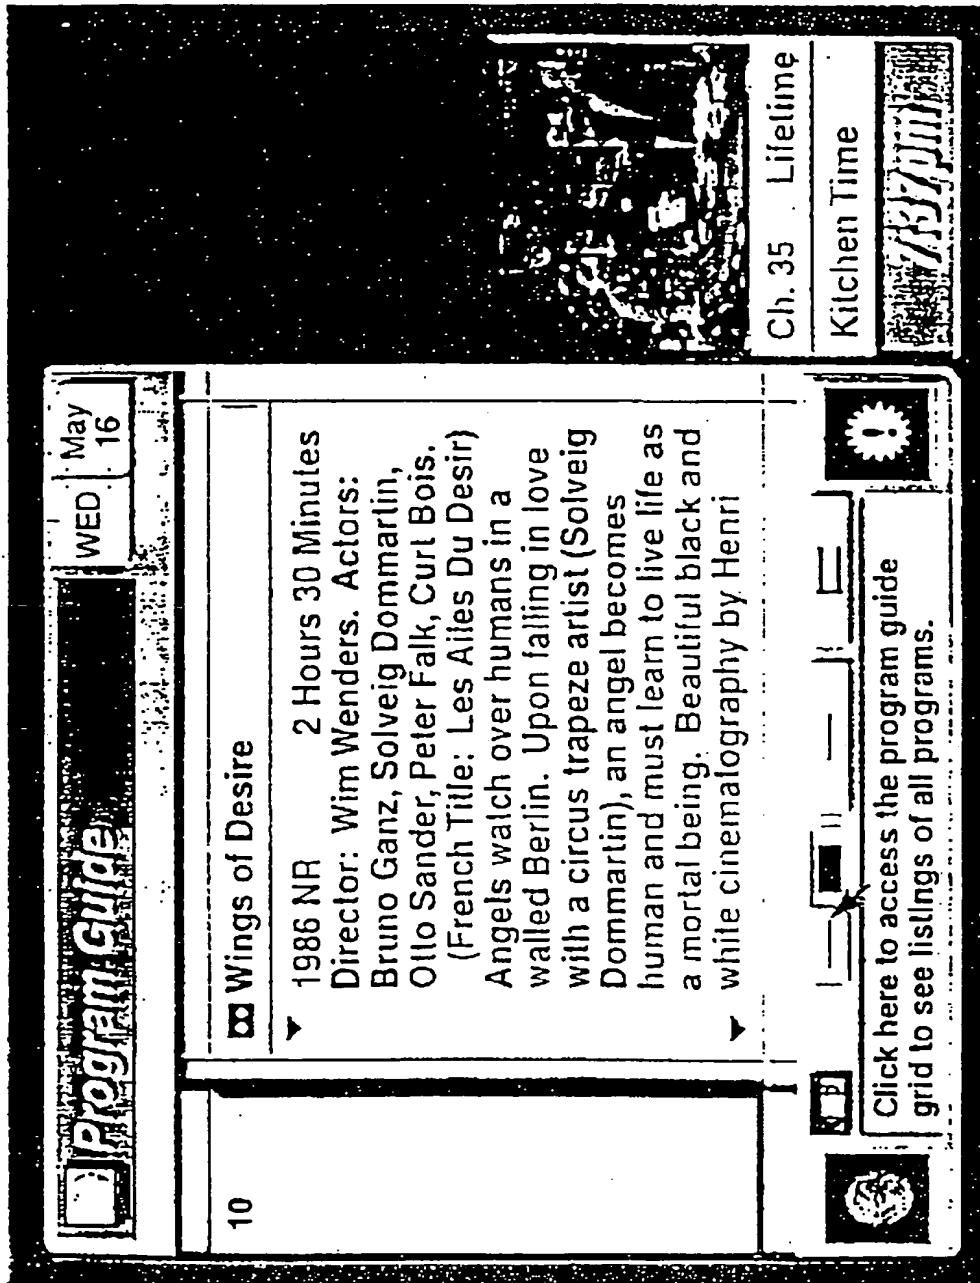 Program Guide
WED May 16
10
Wings of Desire
1986 NR 2 Hours 30 Minutes
Director: Wim Wenders. Actors:
Bruno Ganz, Solveig Dommartin,
Otto Sander, Peter Falk, Curt Bois.
(French Title: Les Ailes Du Desir)
Angels watch over humans in a
walled Berlin. Upon falling in love
with a circus trapeze artist (Solveig
Dommartin), an angel becomes
human and must learn to live life as
a mortal being. Beautiful black and
white cinematography by Henri
Click here to access the program guide
grid to see listings of all programs.
Ch. 35 Lifetime
Kitchen Time
7:37pm